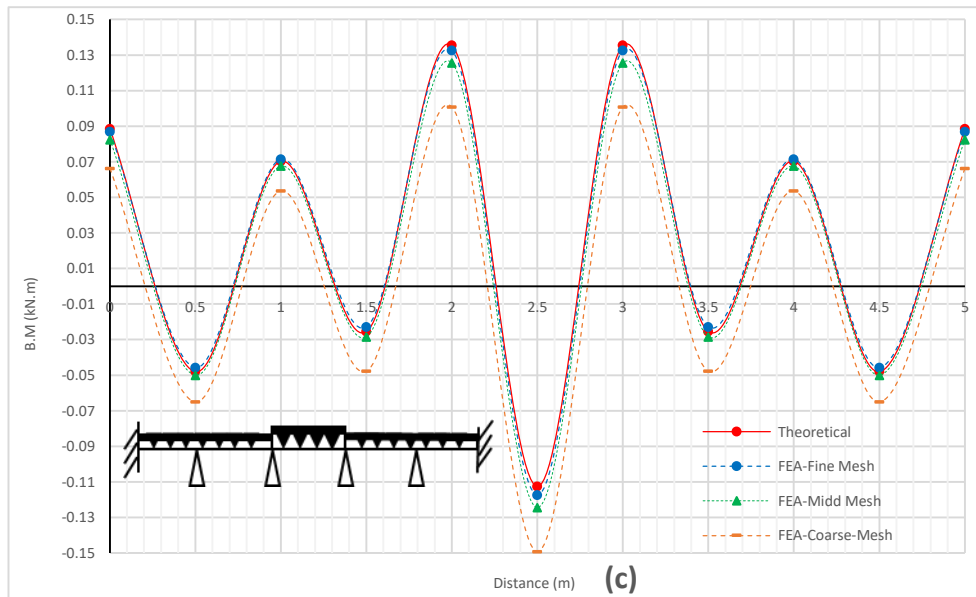 0.15
0.13
0.11
0.09
0.07
0.05
0.03
0.01
-0.01
-0.03
-0.05
-0.07
-0.09
-0.11
-0.13
-0.15
B.M (kN.m)
0 0.5 1 1.5 2 2.5 3 3.5 4 4.5 5
Theoretical
FEA-Fine Mesh
FEA-Midd Mesh
FEA-Coarse-Mesh
Distance (m) (c)